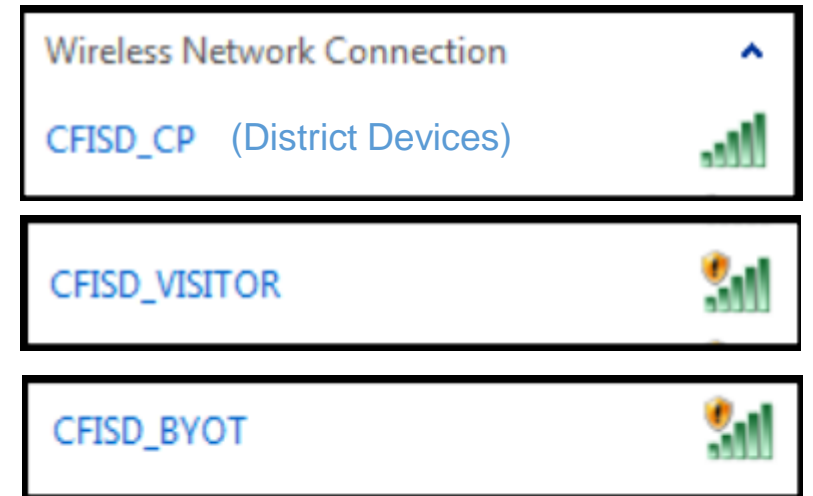 Wireless Network Connection
CFISD_CP (District Devices)
CFISD_VISITOR
CFISD_BYOT